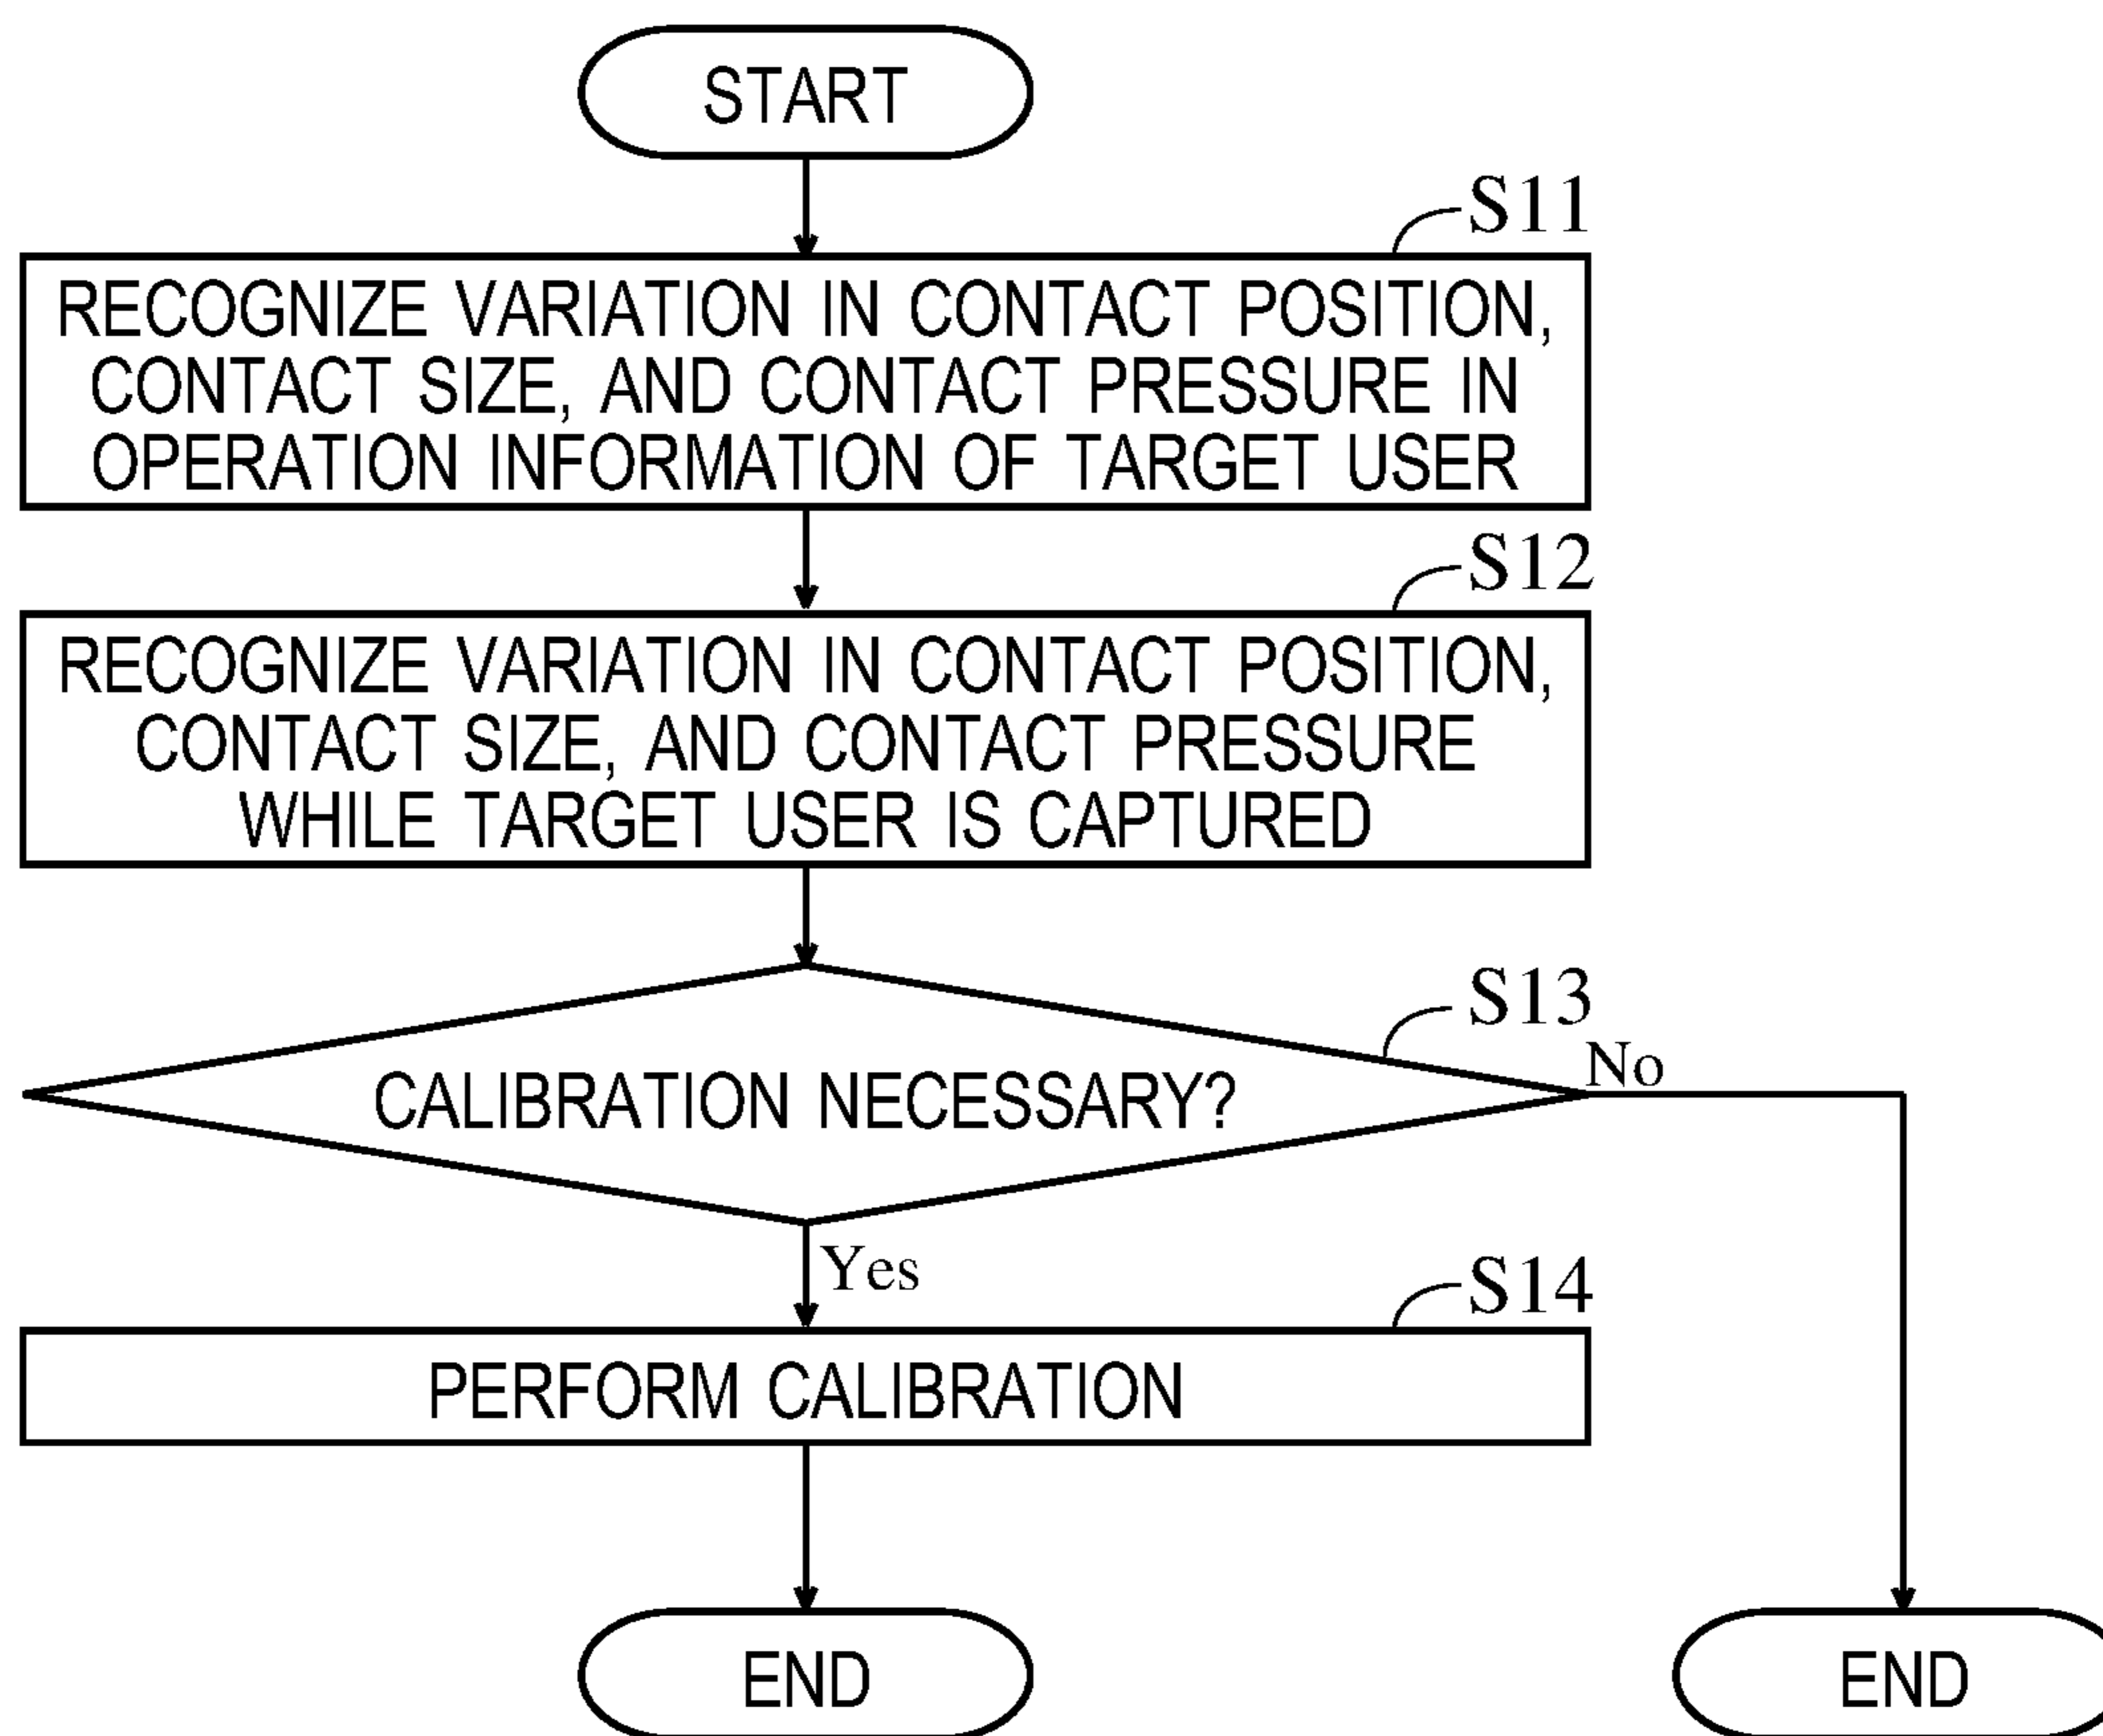 START
S11
RECOGNIZE VARIATION IN CONTACT POSITION,
CONTACT SIZE, AND CONTACT PRESSURE IN
OPERATION INFORMATION OF TARGET USER
S12
RECOGNIZE VARIATION IN CONTACT POSITION,
CONTACT SIZE, AND CONTACT PRESSURE
WHILE TARGET USER IS CAPTURED
S13
CALIBRATION NECESSARY?
No
Yes
S14
PERFORM CALIBRATION
END
END